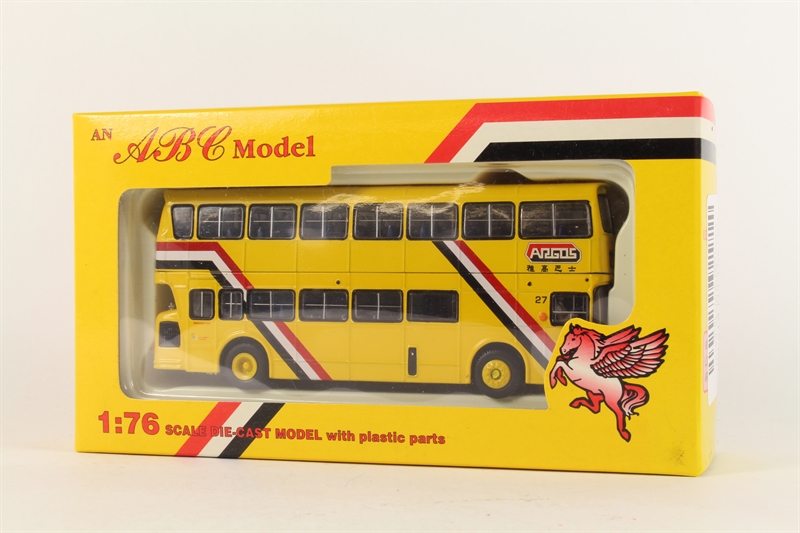 AN ABC Model
ARGOS
雅高巴士
27
1:76 SCALE DIE-CAST MODEL with plastic parts